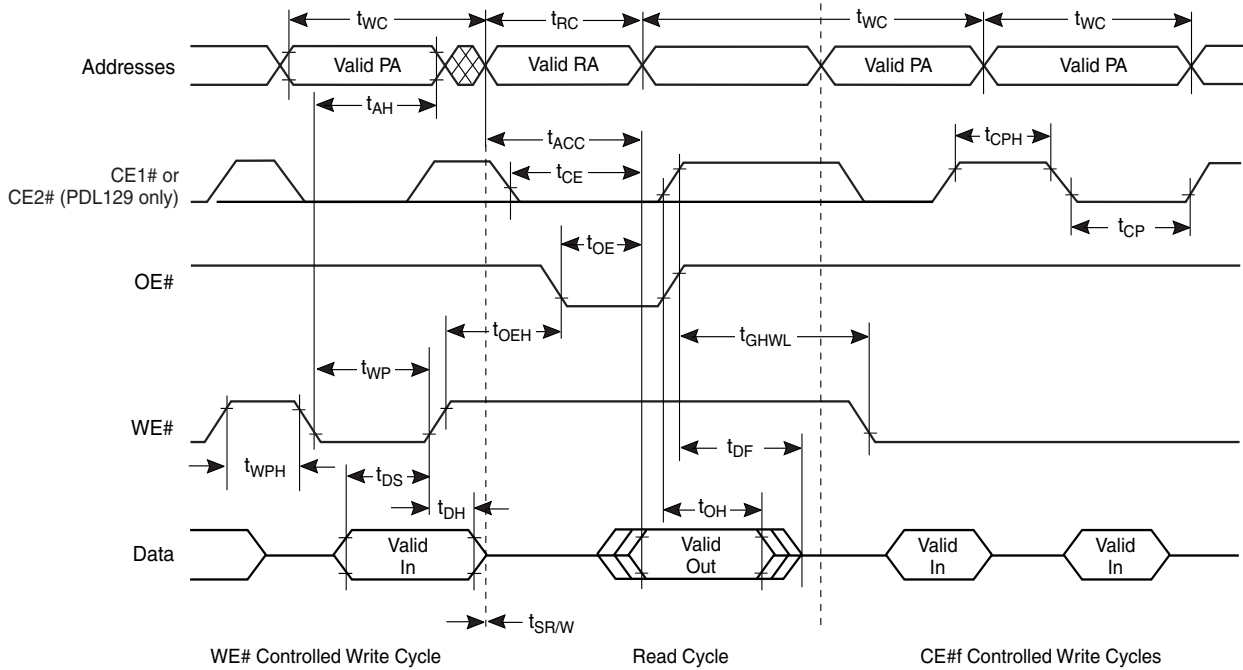 tWC
tRC
tWC
tWC
Addresses
Valid PA
Valid RA
Valid PA
Valid PA
tAH
tACC
tCPH
CE1# or
CE2# (PDL129 only)
tCE
tCP
tOE
OE#
tOEH
tGHWL
tWP
WE#
tWPH
tDS
tDF
tDH
tOH
Data
Valid
In
Valid
Out
Valid
In
Valid
In
tSR/W
WE# Controlled Write Cycle
Read Cycle
CE#f Controlled Write Cycles